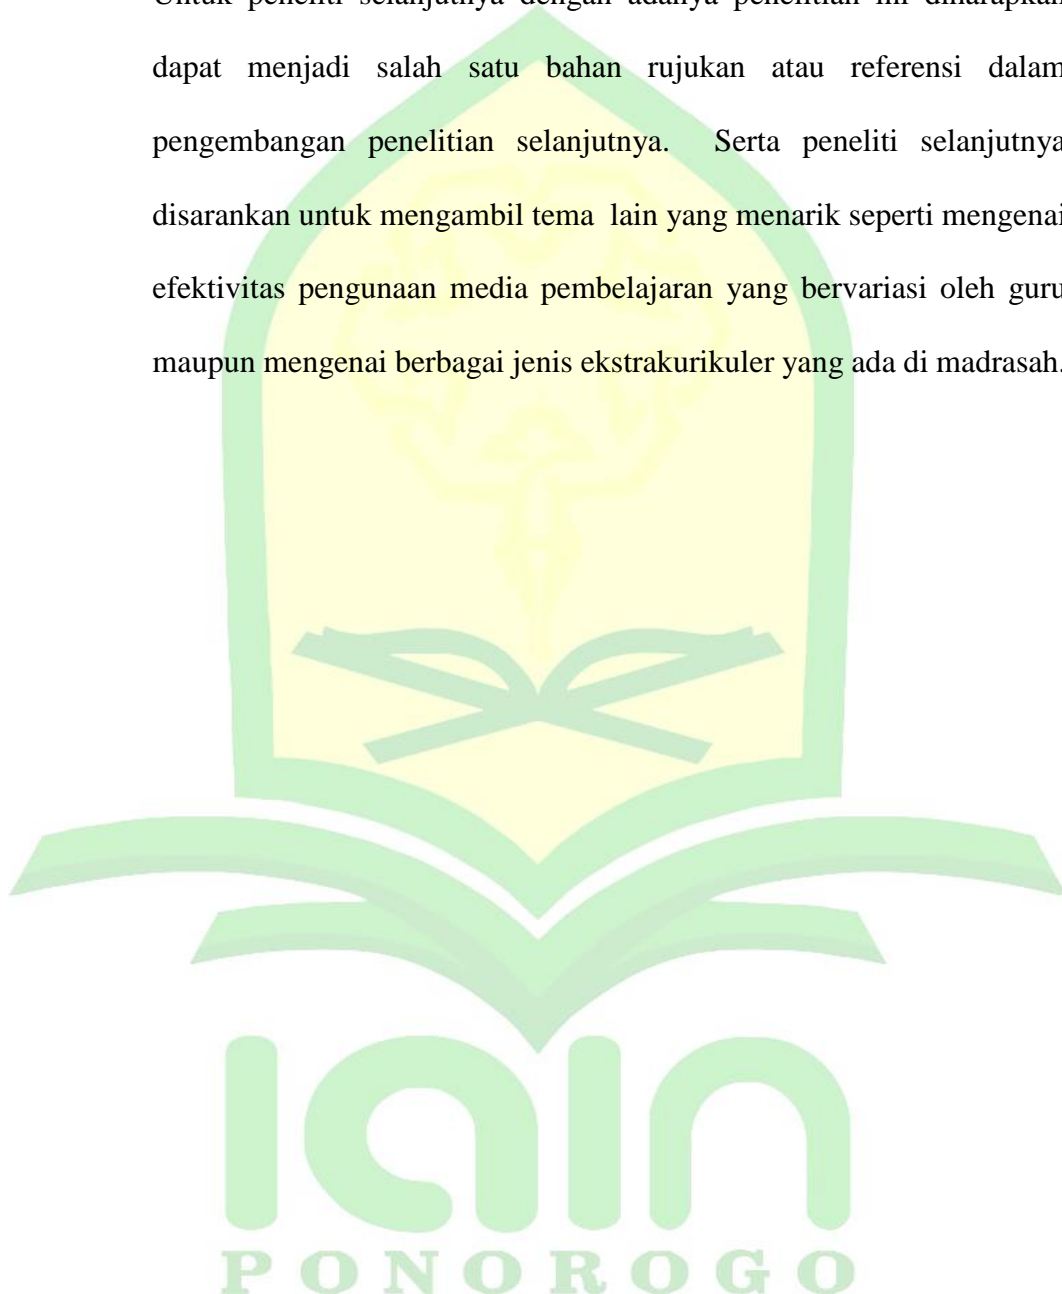 Untuk peneliti selanjutnya dengan adanya penelitian ini diharapkan
dapat menjadi salah satu bahan rujukan atau referensi dalam
pengembangan penelitian selanjutnya. Serta peneliti selanjutnya
disarankan untuk mengambil tema lain yang menarik seperti mengenai
efektivitas pengunaan media pembelajaran yang bervariasi oleh guru
maupun mengenai berbagai jenis ekstrakurikuler yang ada di madrasah.
iain
PONOROGO